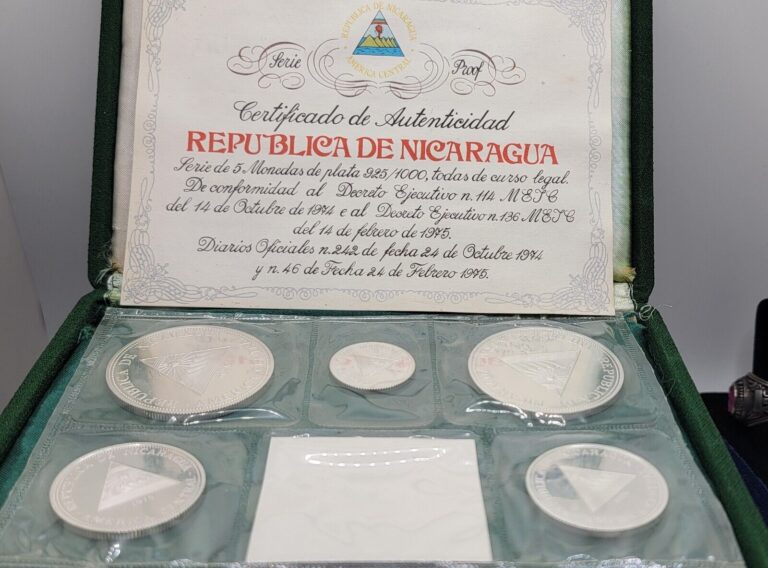 REPUBLICA DE NICARAGUA
AMERICA CENTRAL
Serie Proof
Certificado de Autenticidad
REPUBLICA DE NICARAGUA
Serie de 5 Monedas de plata 925/1000, todas de curso legal.
De conformidad al Decreto Ejecutivo n. 114 MEIC
del 14 de Octubre de 1974 e al Decreto Ejecutivo n. 136 MEIC
del 14 de febrero de 1975.
Diarios Oficiales n. 242 de fecha 24 de Octubre 1974
y n. 46 de Fecha 24 de Febrero 1975.